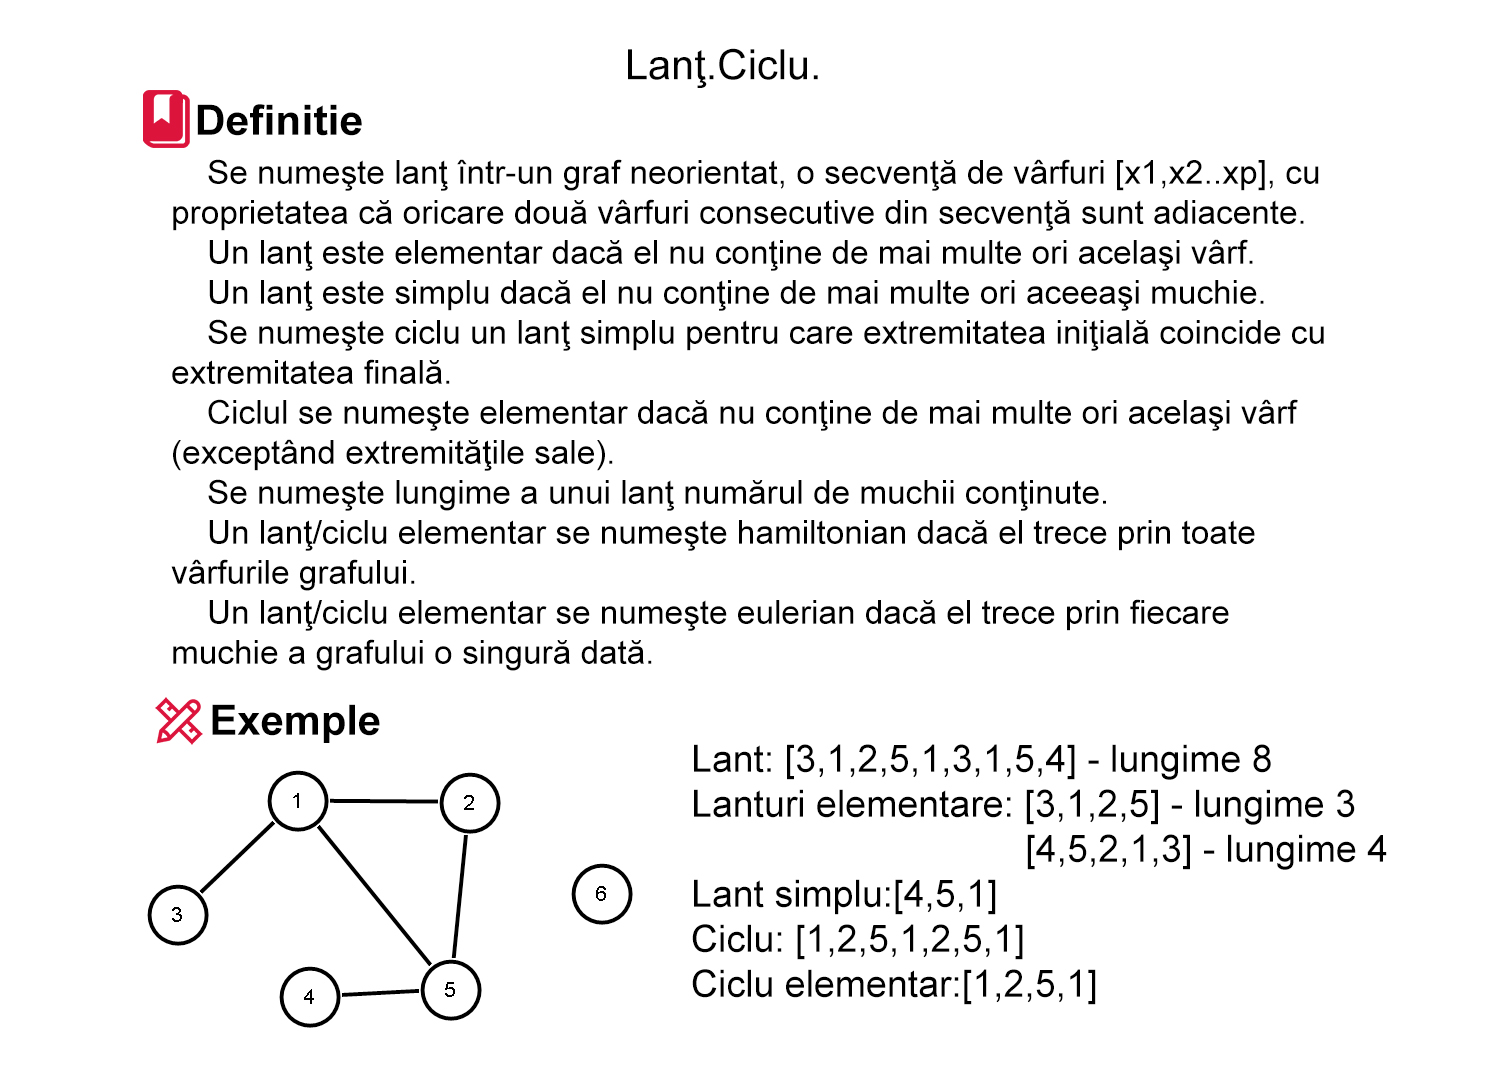 Lanţ.Ciclu.
Definitie
Se numeşte lanţ într-un graf neorientat, o secvenţă de vârfuri [x1,x2..xp], cu
proprietatea că oricare două vârfuri consecutive din secvenţă sunt adiacente.
Un lanţ este elementar dacă el nu conţine de mai multe ori acelaşi vârf.
Un lanţ este simplu dacă el nu conţine de mai multe ori aceeaşi muchie.
Se numeşte ciclu un lanţ simplu pentru care extremitatea iniţială coincide cu
extremitatea finală.
Ciclul se numeşte elementar dacă nu conţine de mai multe ori acelaşi vârf
(exceptând extremităţile sale).
Se numeşte lungime a unui lanţ numărul de muchii conţinute.
Un lanţ/ciclu elementar se numeşte hamiltonian dacă el trece prin toate
vârfurile grafului.
Un lanţ/ciclu elementar se numeşte eulerian dacă el trece prin fiecare
muchie a grafului o singură dată.
Exemple
1
2
3
4
5
6
Lant: [3,1,2,5,1,3,1,5,4] - lungime 8
Lanturi elementare: [3,1,2,5] - lungime 3
[4,5,2,1,3] - lungime 4
Lant simplu:[4,5,1]
Ciclu: [1,2,5,1,2,5,1]
Ciclu elementar:[1,2,5,1]